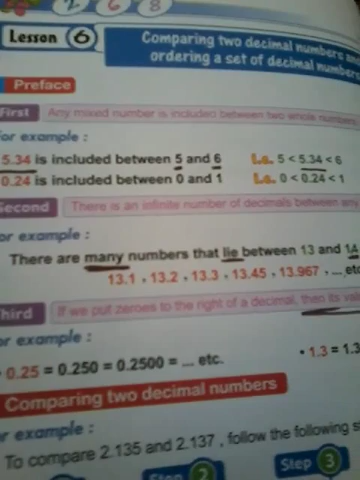 2 6 8
Lesson 6
Comparing two decimal numbers and
ordering a set of decimal numbers
Preface
First Any mixed number is included between two whole numbers
For example :
5.34 is included between 5 and 6 i.e. 5 < 5.34 < 6
0.24 is included between 0 and 1 i.e. 0 < 0.24 < 1
Second There is an infinite number of decimals between any
or example :
There are many numbers that lie between 13 and 14
13.1 , 13.2 , 13.3 , 13.45 , 13.967 , ... etc
Third If we put zeroes to the right of a decimal, then its val
or example :
0.25 = 0.250 = 0.2500 = ... etc. • 1.3 = 1.3
Comparing two decimal numbers
r example :
To compare 2.135 and 2.137 , follow the following s
Step 2 Step 3